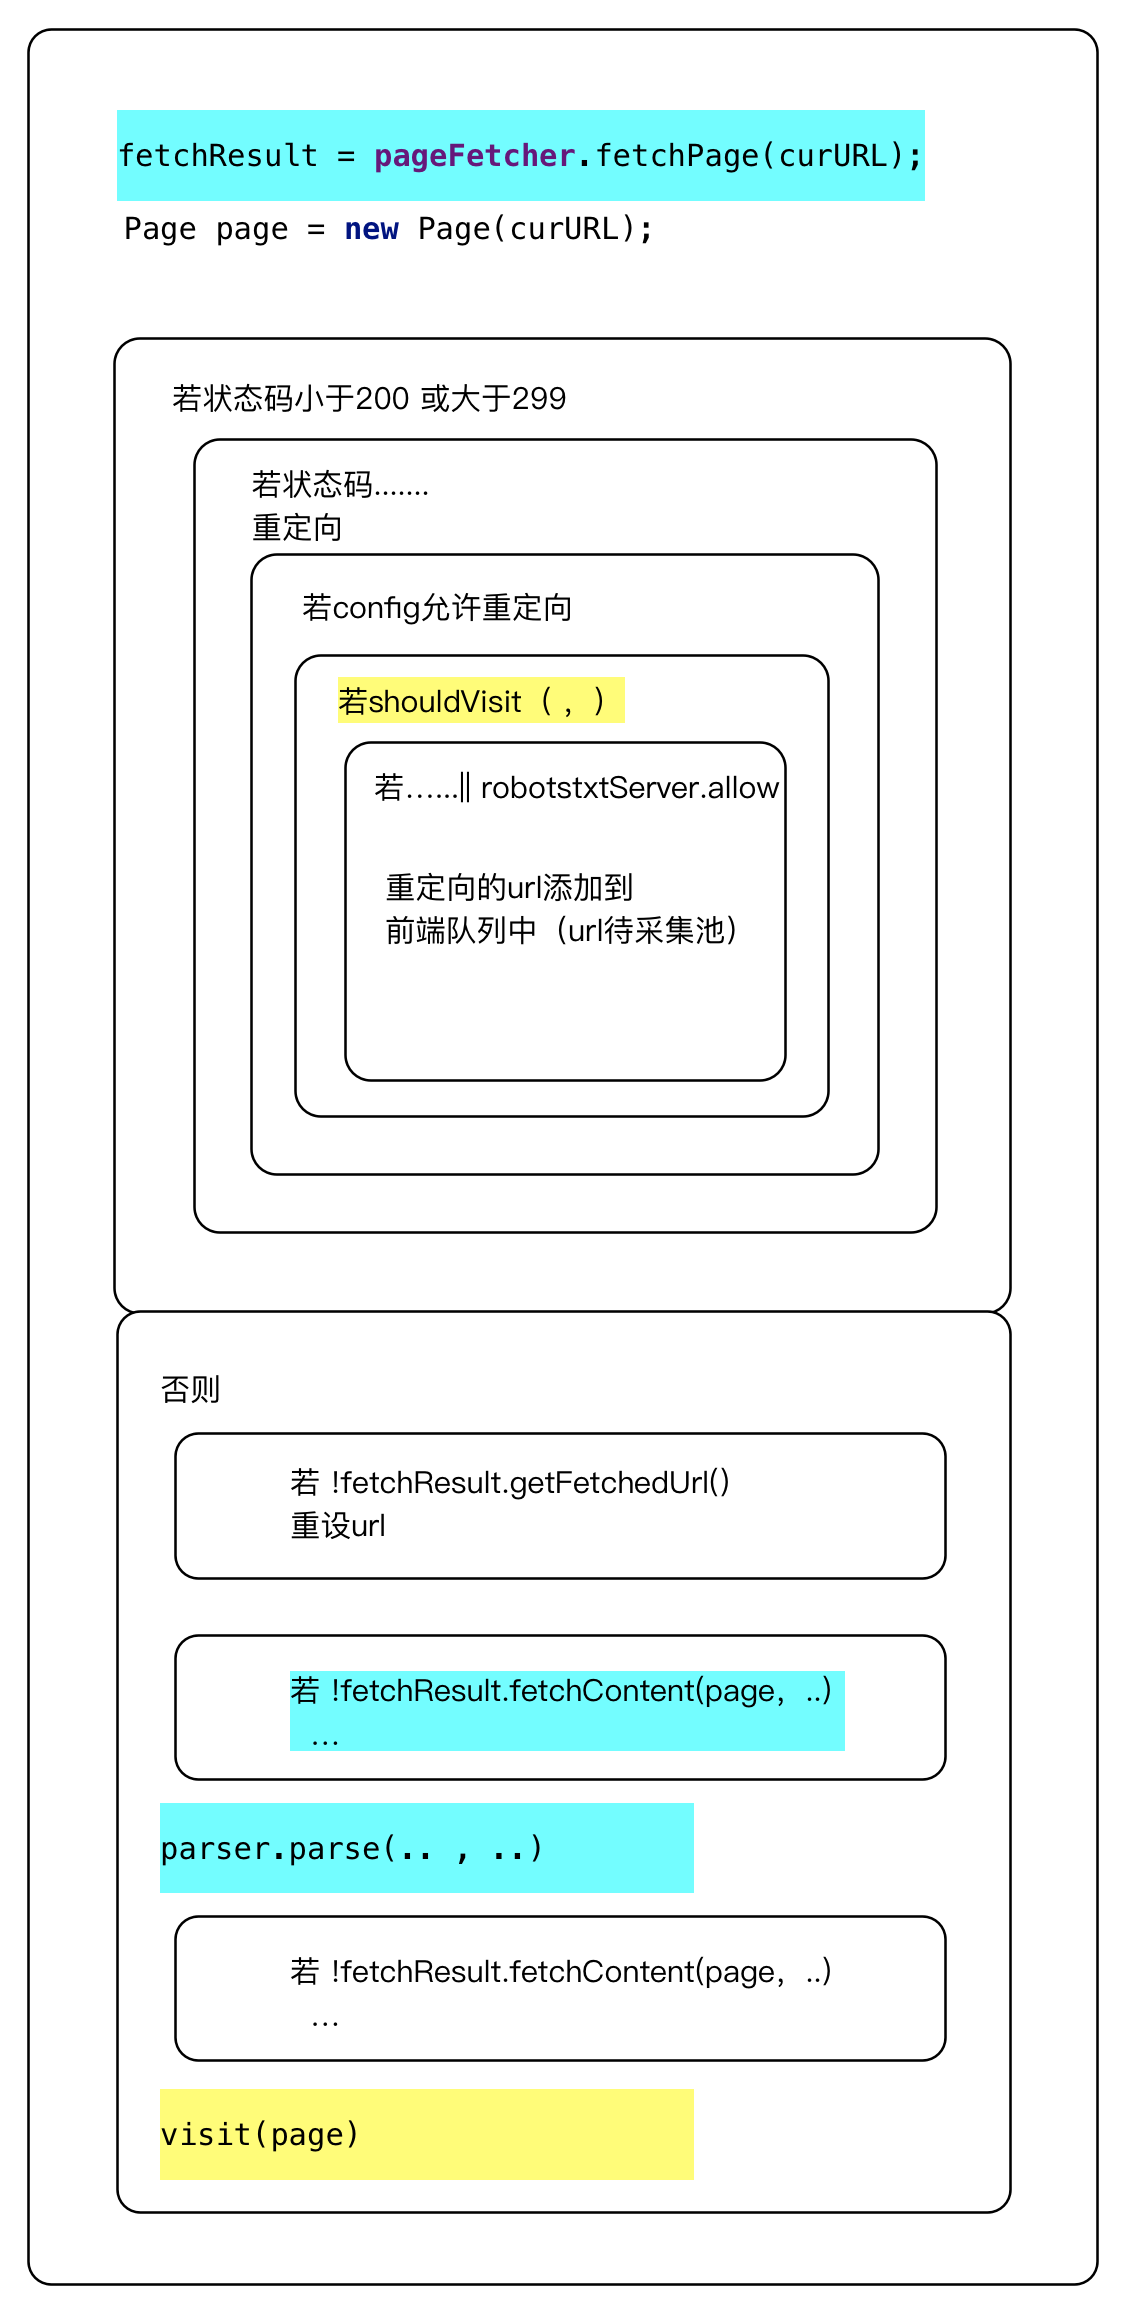 fetchResult = pageFetcher.fetchPage(curURL);
Page page = new Page(curURL);
若状态码小于200 或大于299
若状态码.......
重定向
若config允许重定向
若shouldVisit（ ，）
若…...|| robotstxtServer.allow
重定向的url添加到
前端队列中（url待采集池）
否则
若 !fetchResult.getFetchedUrl()
重设url
若 !fetchResult.fetchContent(page，..)
…
parser.parse(.. , ..)
若 !fetchResult.fetchContent(page，..)
…
visit(page)